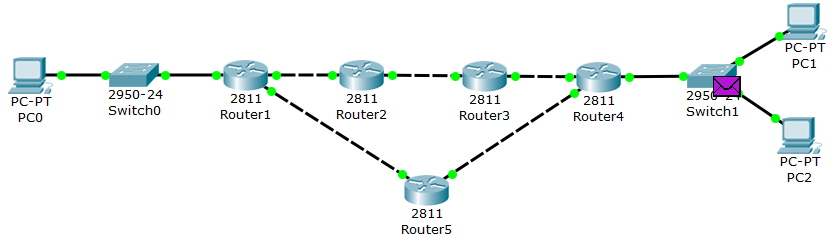 PC-PT
PC0
2950-24
Switch0
2811
Router1
2811
Router2
2811
Router3
2811
Router4
2950-24
Switch1
PC-PT
PC1
PC-PT
PC2
2811
Router5